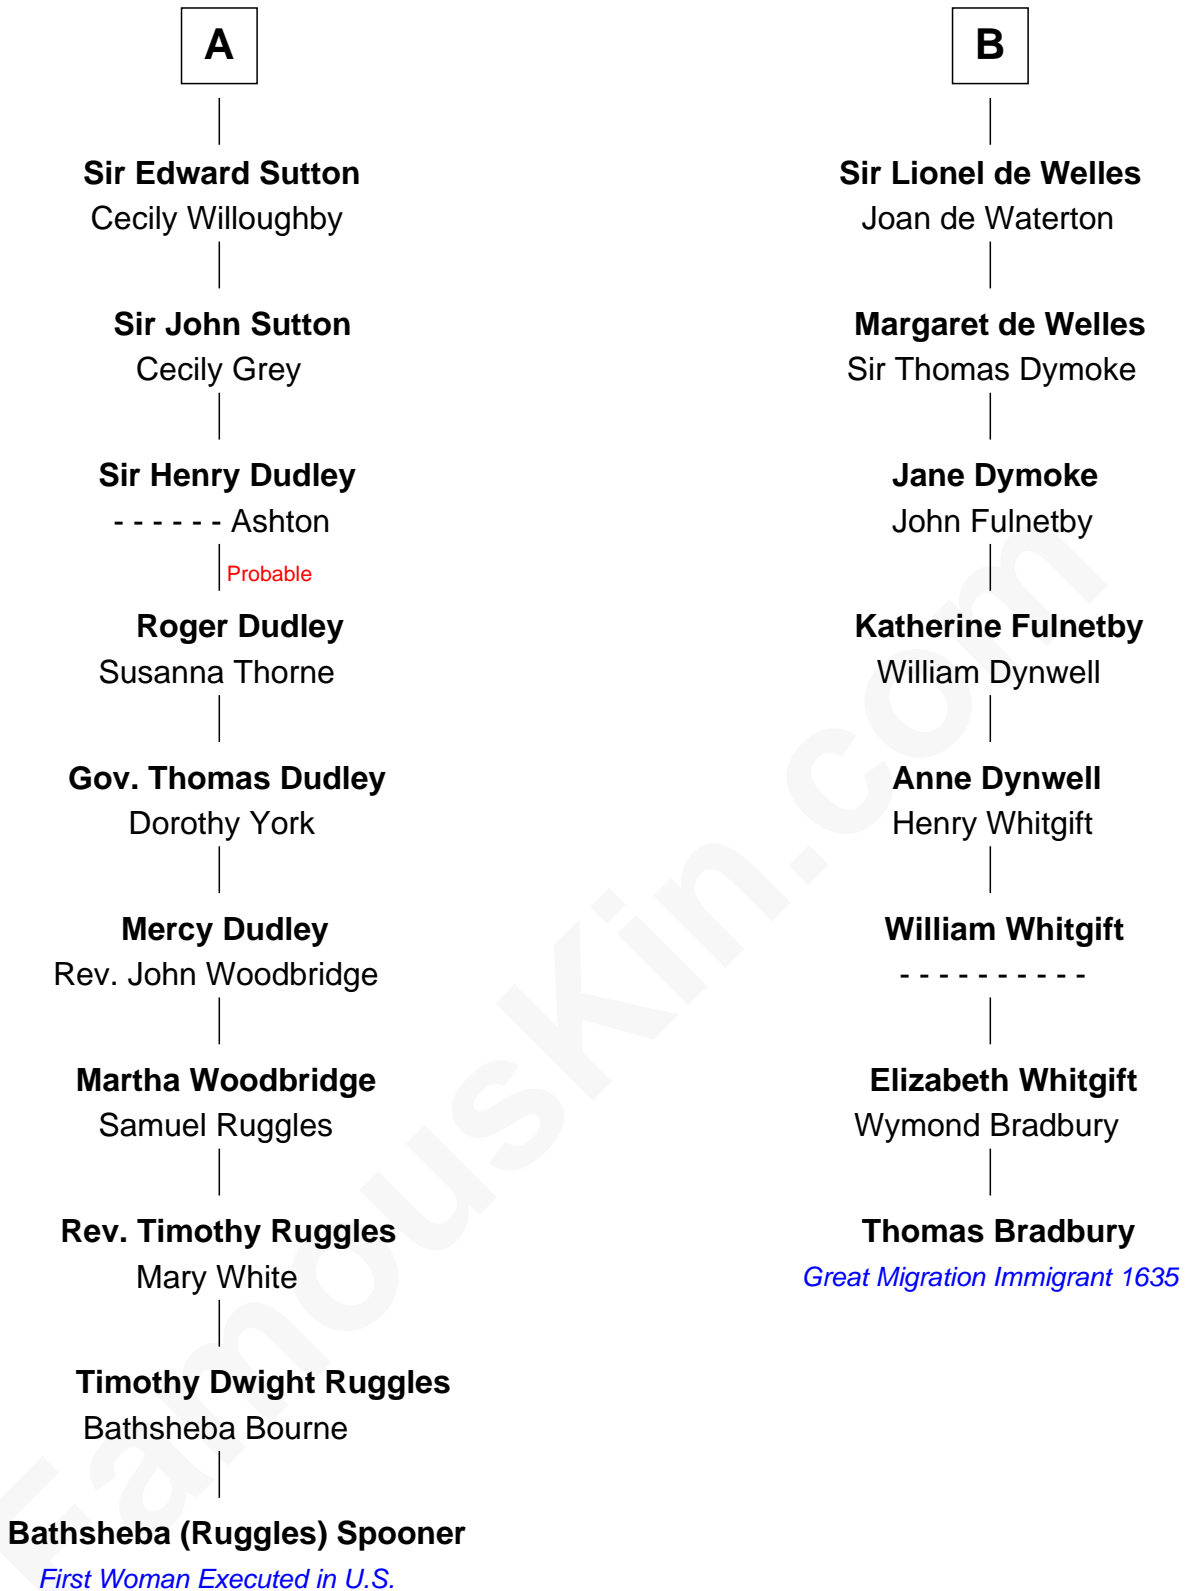 A
Sir Edward Sutton
Cecily Willoughby
Sir John Sutton
Cecily Grey
Sir Henry Dudley
- - - - - - Ashton
Probable
Roger Dudley
Susanna Thorne
Gov. Thomas Dudley
Dorothy York
Mercy Dudley
Rev. John Woodbridge
Martha Woodbridge
Samuel Ruggles
Rev. Timothy Ruggles
Mary White
Timothy Dwight Ruggles
Bathsheba Bourne
Bathsheba (Ruggles) Spooner
First Woman Executed in U.S.
B
Sir Lionel de Welles
Joan de Waterton
Margaret de Welles
Sir Thomas Dymoke
Jane Dymoke
John Fulnetby
Katherine Fulnetby
William Dynwell
Anne Dynwell
Henry Whitgift
William Whitgift
- - - - - - - - - -
Elizabeth Whitgift
Wymond Bradbury
Thomas Bradbury
Great Migration Immigrant 1635
FamousKin.com